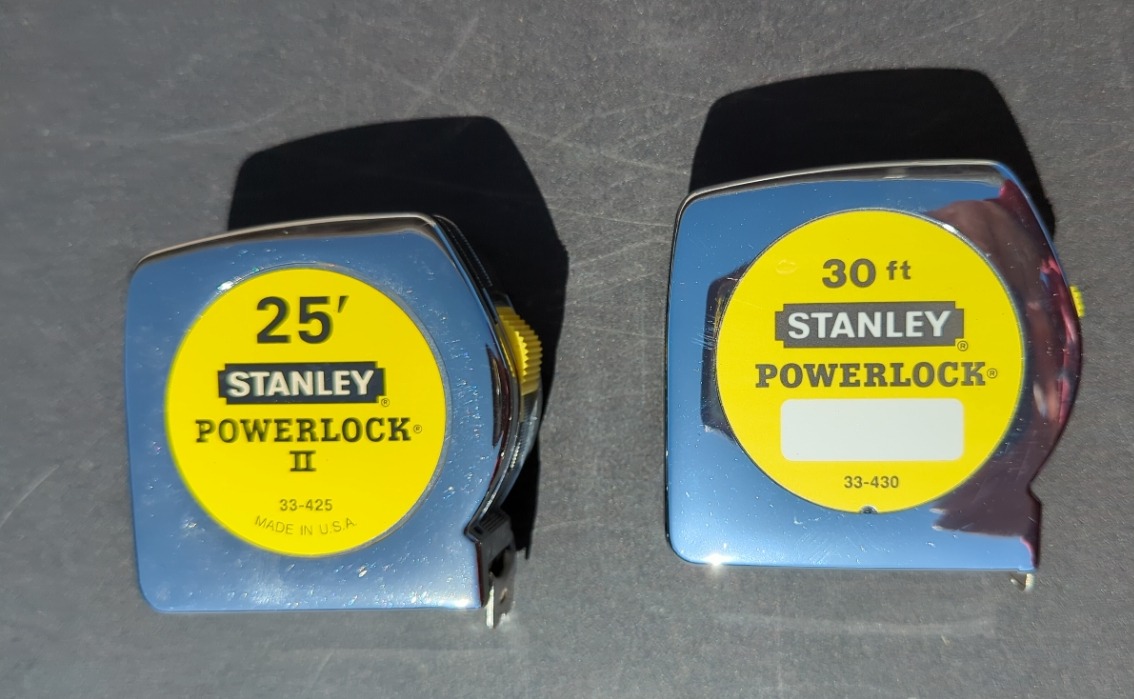 25′
STANLEY®
POWERLOCK®
II
33-425
MADE IN U.S.A.
30 ft
STANLEY®
POWERLOCK®
33-430